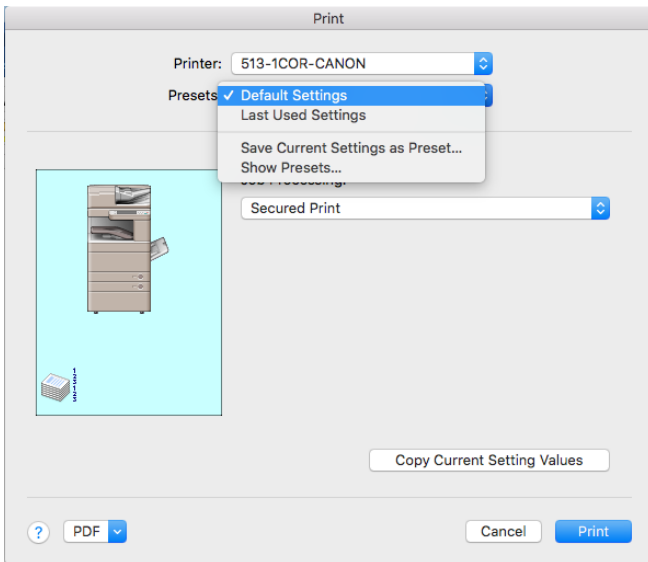 Print
Printer: 513-1COR-CANON
Presets ✓ Default Settings
Last Used Settings
Save Current Settings as Preset...
Show Presets...
Secured Print
Copy Current Setting Values
? PDF Cancel Print